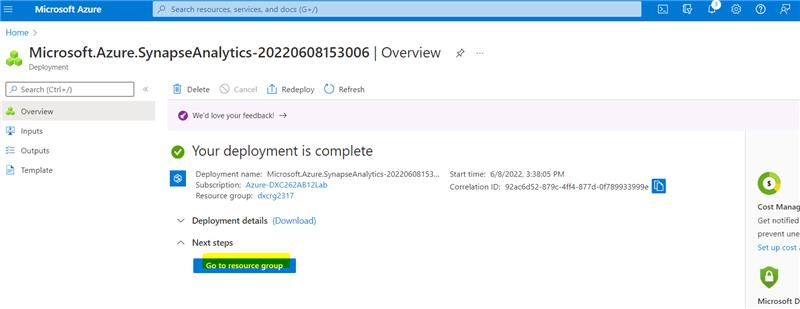 Microsoft Azure
Search resources, services, and docs (G+/)
3
Home >
Microsoft.Azure.SynapseAnalytics-20220608153006 | Overview
Deployment
Search (Ctrl+/)
«
Delete
Cancel
Redeploy
Refresh
Overview
Inputs
Outputs
Template
We'd love your feedback! →
Your deployment is complete
Deployment name: Microsoft.Azure.SynapseAnalytics-2022060815​3...
Subscription: Azure-DXC262AB12Lab
Resource group: dxcrg2317
Start time: 6/8/2022, 3:38:05 PM
Correlation ID: 92ac6d52-879c-4ff4-877d-0f789933999e
Deployment details (Download)
Next steps
Go to resource group
Cost Manag
Get notified
prevent une
Set up cost a
Microsoft D